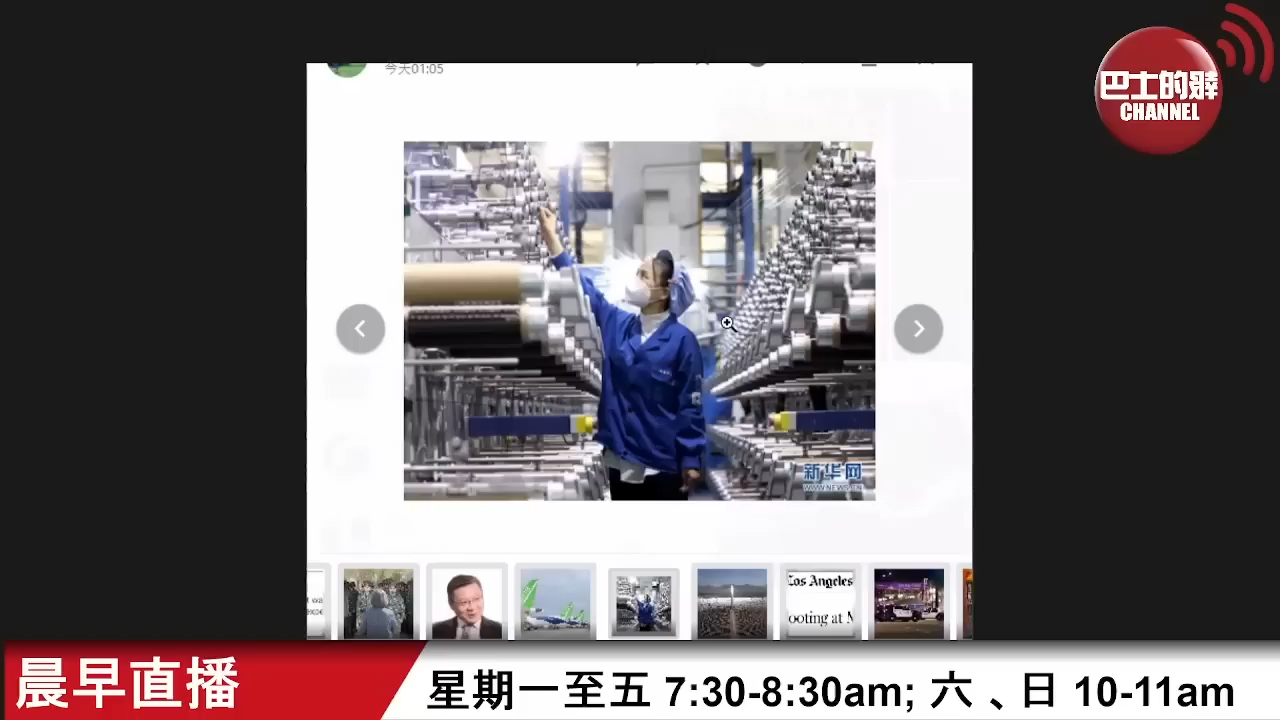 今天01:05
巴士的報
CHANNEL
新华网
WWW.NEWS.CN
Los Angeles
ooting at M
晨早直播
星期一至五 7:30-8:30am; 六、日 10-11am